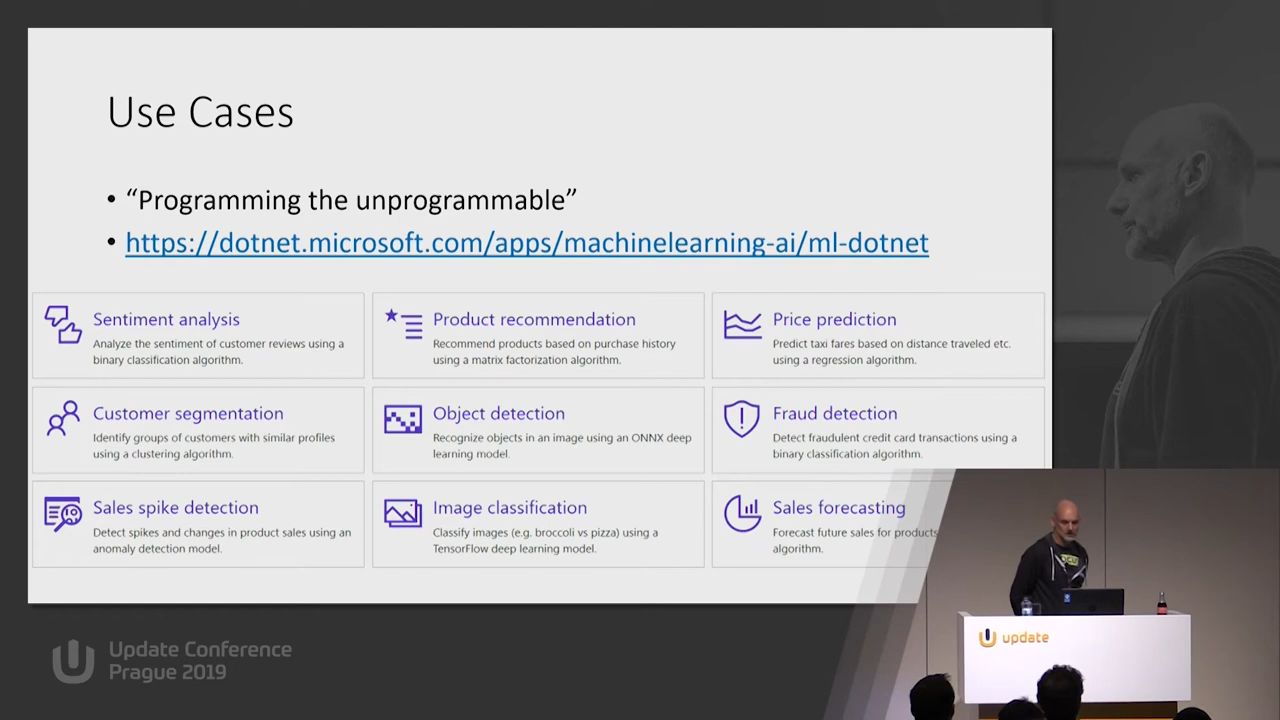 Use Cases
• “Programming the unprogrammable”
• https://dotnet.microsoft.com/apps/machinelearning-ai/ml-dotnet
Sentiment analysis
Analyze the sentiment of customer reviews using a
binary classification algorithm.
Product recommendation
Recommend products based on purchase history
using a matrix factorization algorithm.
Price prediction
Predict taxi fares based on distance traveled etc.
using a regression algorithm.
Customer segmentation
Identify groups of customers with similar profiles
using a clustering algorithm.
Object detection
Recognize objects in an image using an ONNX deep
learning model.
Fraud detection
Detect fraudulent credit card transactions using a
binary classification algorithm.
Sales spike detection
Detect spikes and changes in product sales using an
anomaly detection model.
Image classification
Classify images (e.g. broccoli vs pizza) using a
TensorFlow deep learning model.
Sales forecasting
Forecast future sales for products
algorithm.
Update Conference
Prague 2019
update